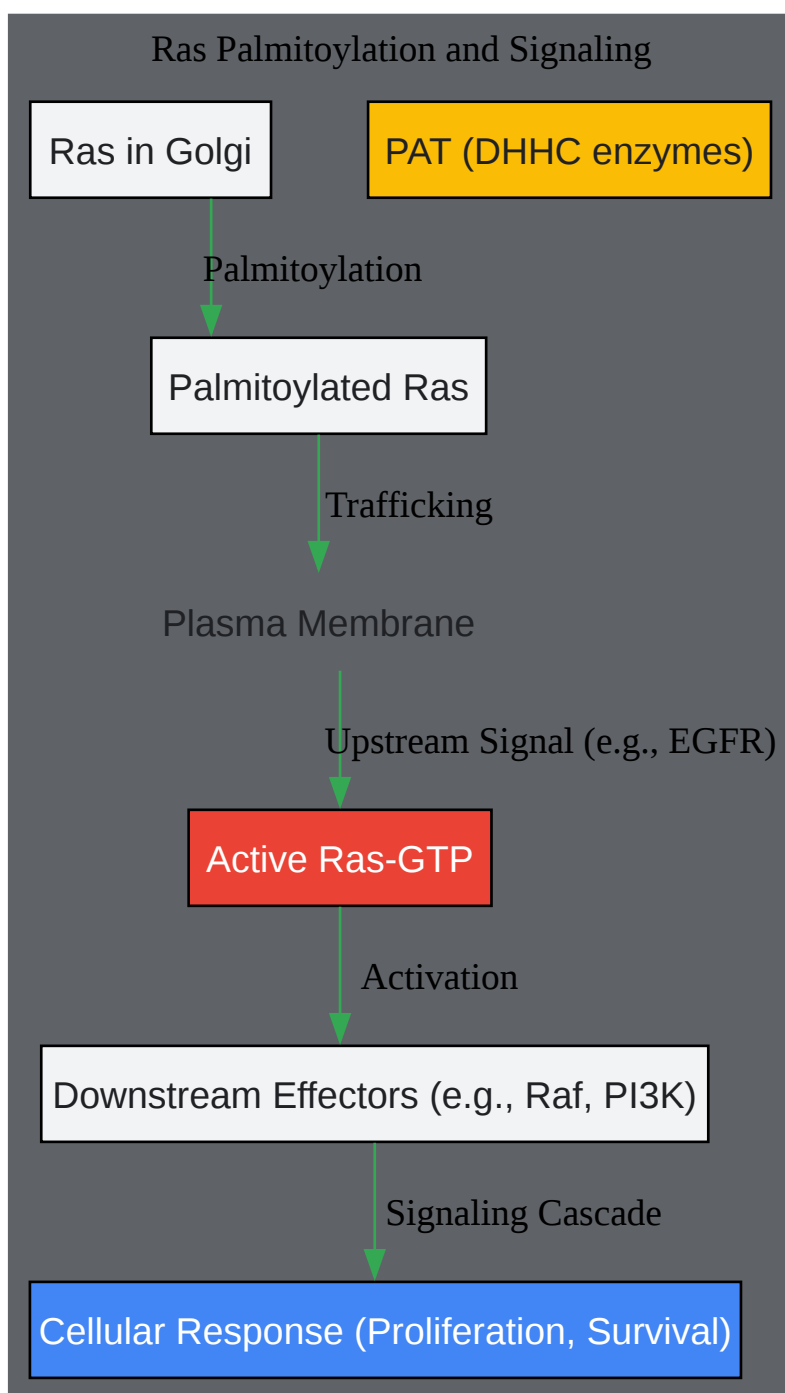 Ras Palmitoylation and Signaling
Ras in Golgi
PAT (DHHC enzymes)
Palmitoylation
Palmitoylated Ras
Trafficking
Plasma Membrane
Upstream Signal (e.g., EGFR)
Active Ras-GTP
Activation
Downstream Effectors (e.g., Raf, PI3K)
Signaling Cascade
Cellular Response (Proliferation, Survival)